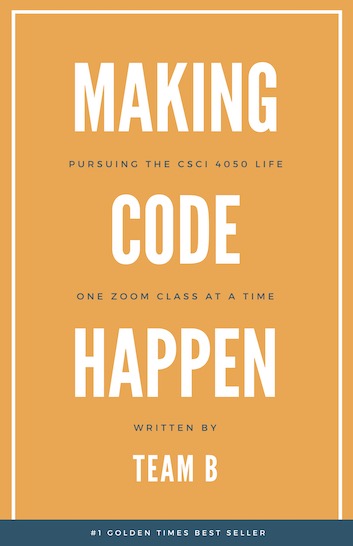 MAKING
PURSUING THE CSCI 4050 LIFE
CODE
ONE ZOOM CLASS AT A TIME
HAPPEN
WRITTEN BY
TEAM B
#1 GOLDEN TIMES BEST SELLER